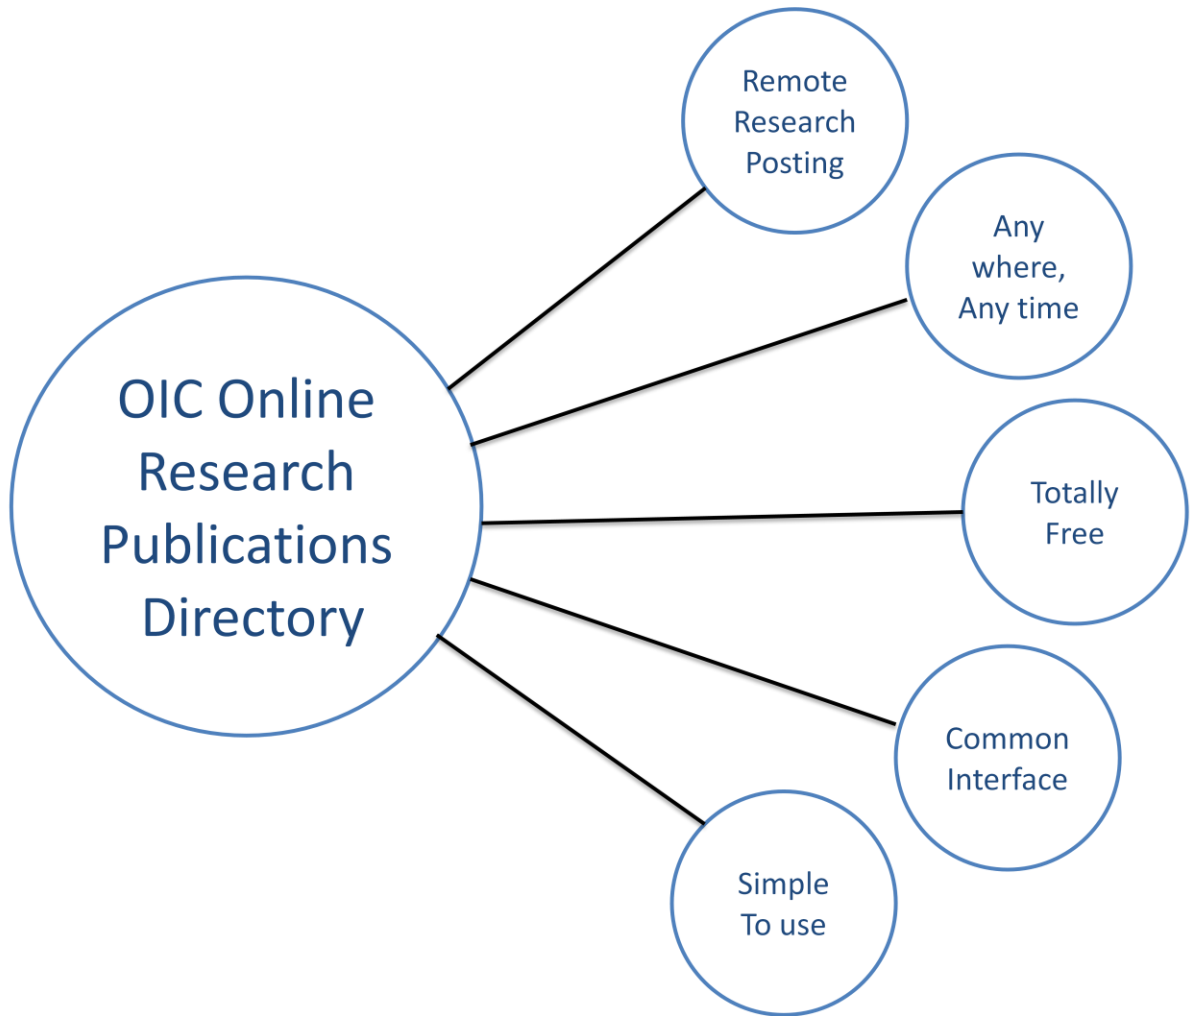 OIC Online
Research
Publications
Directory
Remote
Research
Posting
Any
where,
Any time
Totally
Free
Common
Interface
Simple
To use